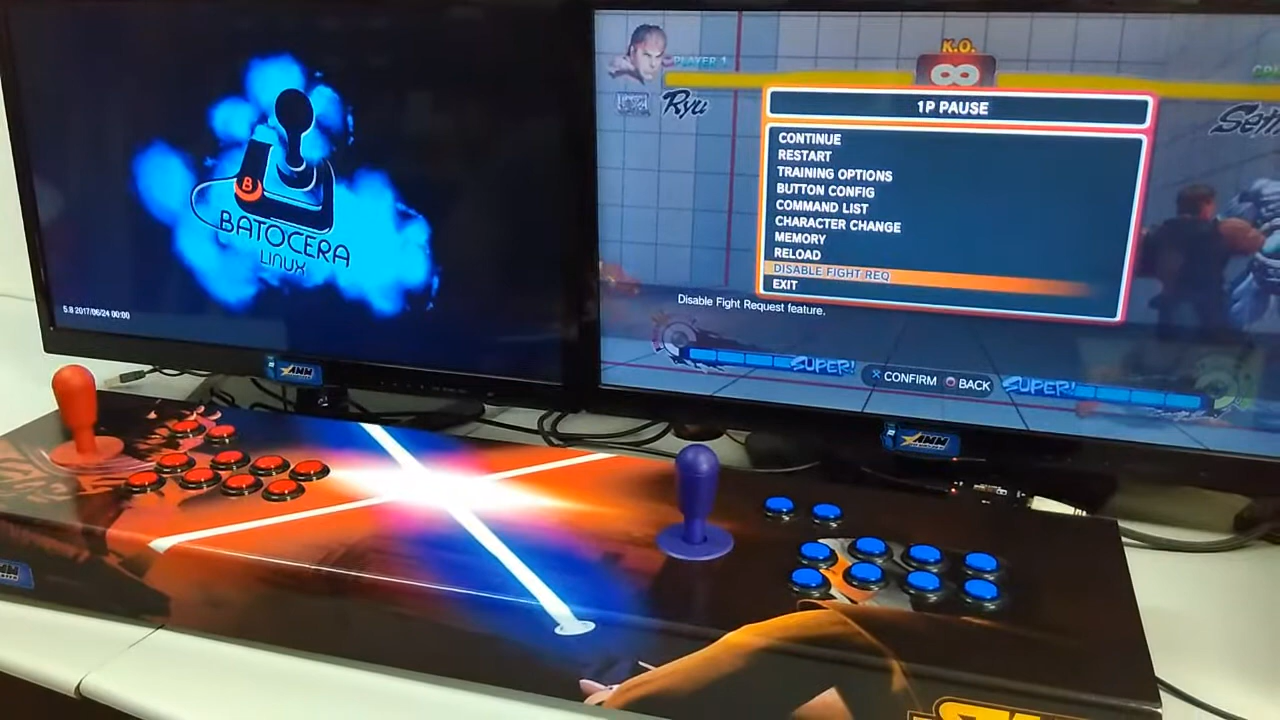 BATOCERA
LINUX
5.8 2017/06/24 00:00
PLAYER 1
K.O.
Ryu
1P PAUSE
CONTINUE
RESTART
TRAINING OPTIONS
BUTTON CONFIG
COMMAND LIST
CHARACTER CHANGE
MEMORY
RELOAD
DISABLE FIGHT REQ
EXIT
Disable Fight Request feature.
SUPER!
CONFIRM
BACK
SUPER!
B